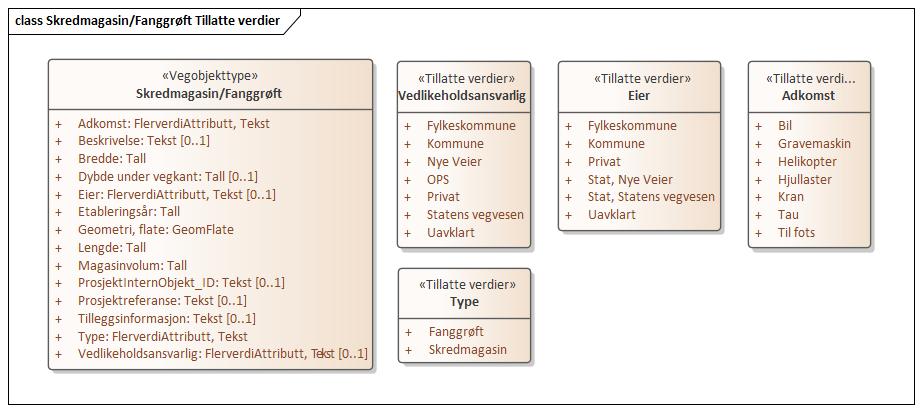 class Skredmagasin/Fanggrøft Tillatte verdier
«Vegobjekttype»
Skredmagasin/Fanggrøft
+ Adkomst: FlerverdiAttributt, Tekst
+ Beskrivelse: Tekst [0..1]
+ Bredde: Tall
+ Dybde under vegkant: Tall [0..1]
+ Eier: FlerverdiAttributt, Tekst [0..1]
+ Etableringsår: Tall
+ Geometri, flate: GeomFlate
+ Lengde: Tall
+ Magasinvolum: Tall
+ ProsjektInternObjekt_ID: Tekst [0..1]
+ Prosjektreferanse: Tekst [0..1]
+ Tilleggsinformasjon: Tekst [0..1]
+ Type: FlerverdiAttributt, Tekst
+ Vedlikeholdsansvarlig: FlerverdiAttributt, Tekst [0..1]
«Tillatte verdier»
Vedlikeholdsansvarlig
+ Fylkeskommune
+ Kommune
+ Nye Veier
+ OPS
+ Privat
+ Statens vegvesen
+ Uavklart
«Tillatte verdier»
Eier
+ Fylkeskommune
+ Kommune
+ Privat
+ Stat, Nye Veier
+ Stat, Statens vegvesen
+ Uavklart
«Tillatte verdi...
Adkomst
+ Bil
+ Gravemaskin
+ Helikopter
+ Hjullaster
+ Kran
+ Tau
+ Til fots
«Tillatte verdier»
Type
+ Fanggrøft
+ Skredmagasin